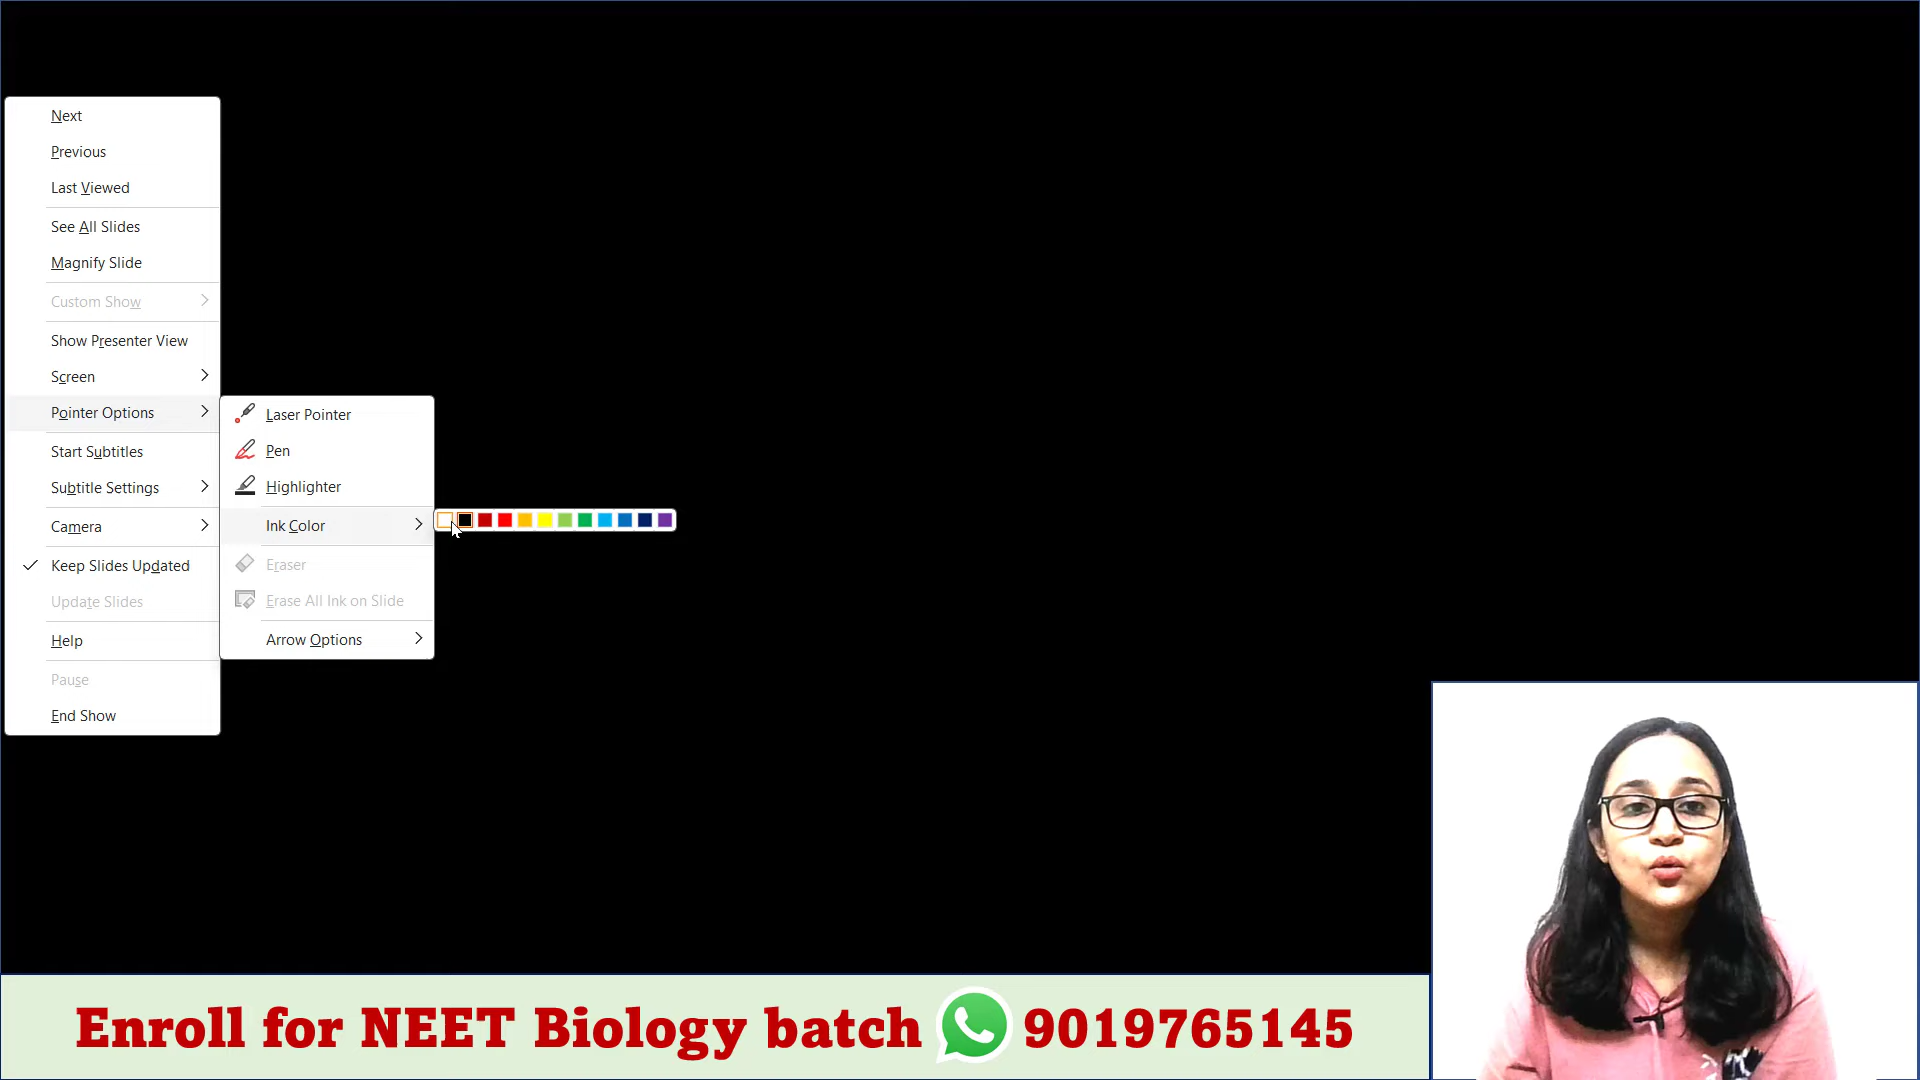 Next
Previous
Last Viewed
See All Slides
Magnify Slide
Custom Show
Show Presenter View
Screen
Pointer Options
Start Subtitles
Subtitle Settings
Camera
Keep Slides Updated
Update Slides
Help
Pause
End Show
Laser Pointer
Pen
Highlighter
Ink Color
Eraser
Erase All Ink on Slide
Arrow Options
Enroll for NEET Biology batch 9019765145